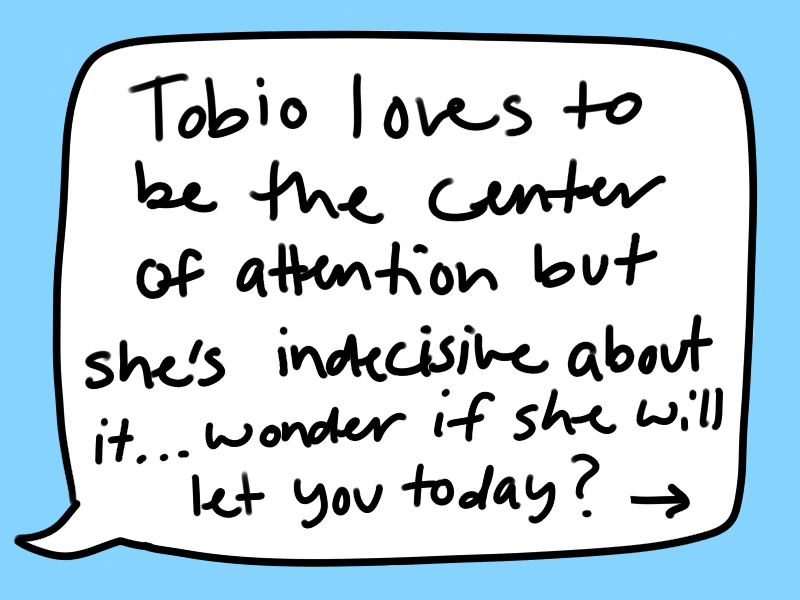 Tobio loves to
be the center
of attention but
she's indecisive about
it... wonder if she will
let you today? →